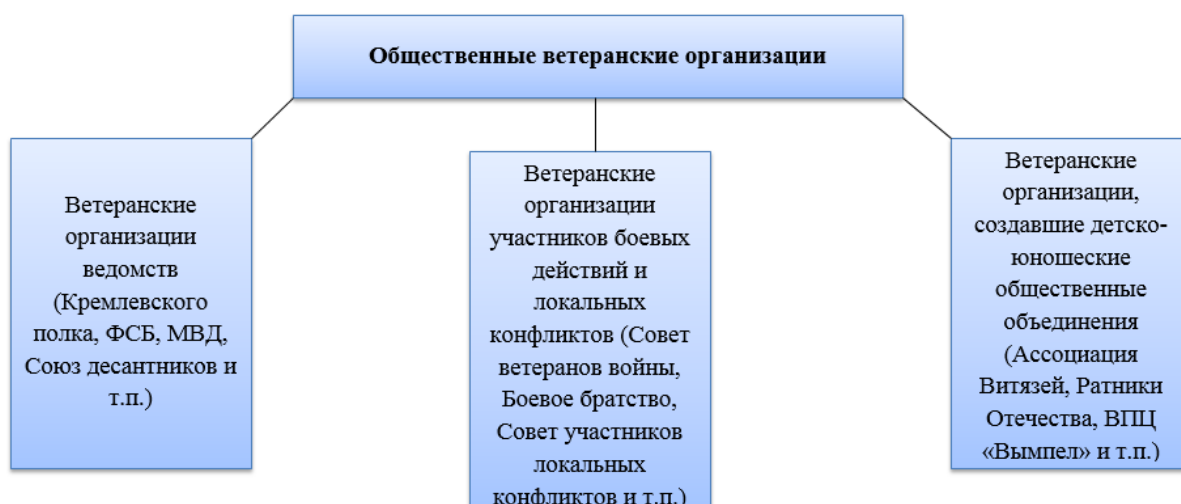 Общественные ветеранские организации
Ветеранские
организации
ведомств
(Кремлевского
полка, ФСБ, МВД,
Союз десантников и
т.п.)
Ветеранские
организации
участников боевых
действий и
локальных
конфликтов (Совет
ветеранов войны,
Боевое братство,
Совет участников
локальных
конфликтов и т.п.)
Ветеранские
организации,
создавшие детско-
юношеские
общественные
объединения
(Ассоциация
Витязей, Ратники
Отечества, ВПЦ
«Вымпел» и т.п.)